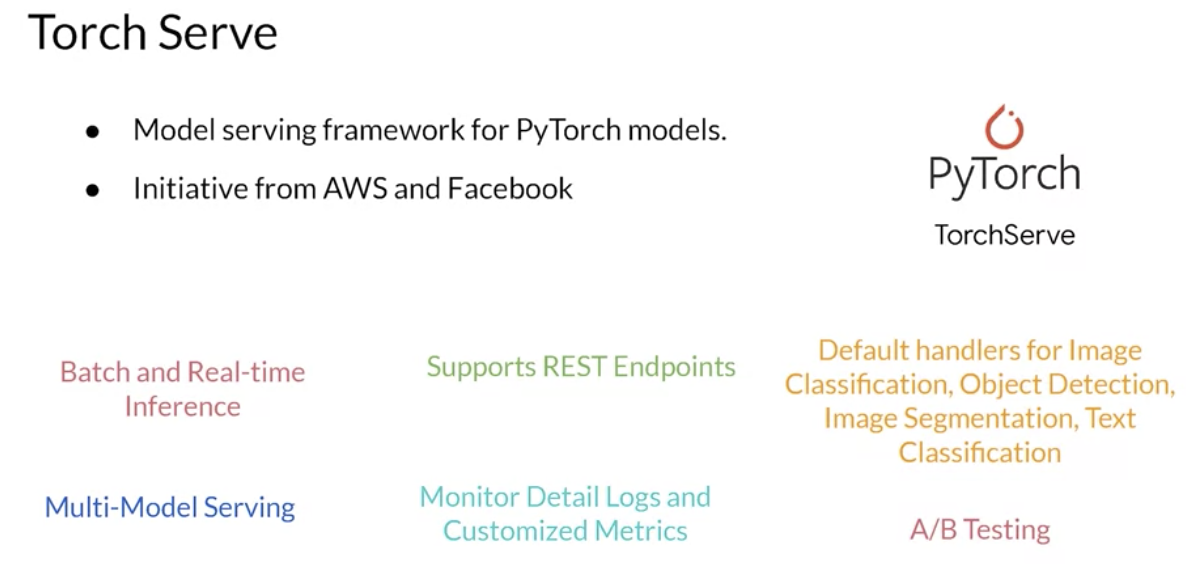 Torch Serve
● Model serving framework for PyTorch models.
● Initiative from AWS and Facebook
PyTorch
TorchServe
Batch and Real-time
Inference
Supports REST Endpoints
Default handlers for Image
Classification, Object Detection,
Image Segmentation, Text
Classification
Multi-Model Serving
Monitor Detail Logs and
Customized Metrics
A/B Testing